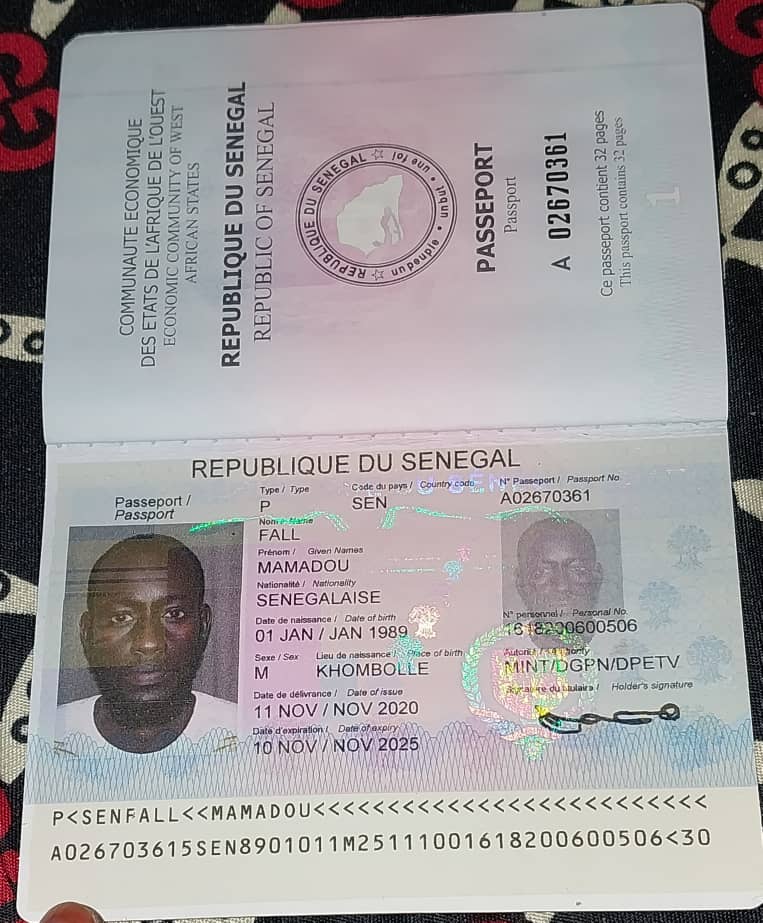 COMMUNAUTE ECONOMIQUE
DES ETATS DE L'AFRIQUE DE L'OUEST
ECONOMIC COMMUNITY OF WEST
AFRICAN STATES
REPUBLIQUE DU SENEGAL
REPUBLIC OF SENEGAL
REPUBLIQUE DU SENEGAL ☆ un peuple • un but • une foi ☆
PASSEPORT
Passport
A 02670361
Ce passeport contient 32 pages
This passport contains 32 pages
1
REPUBLIQUE DU SENEGAL
Passeport /
Passport
Type / Type
P
Code du pays / Country code
SEN
N° Passeport / Passport No
A02670361
Nom / Name
FALL
Prénom / Given Names
MAMADOU
Nationalité / Nationality
SENEGALAISE
Date de naissance / Date of birth
01 JAN / JAN 1989
N° personnel / Personal No.
1618200600506
Sexe / Sex
M
Lieu de naissance / Place of birth
KHOMBOLLE
Autorité /
MINT/DGPN/DPETV
Date de délivrance / Date of issue
11 NOV / NOV 2020
Holder's signature
Date d'expiration / Date of expiry
10 NOV / NOV 2025
P<SENFALL<<MAMADOU<<<<<<<<<<<<<<<<<<<<<<<<<<
A026703615SEN8901011M25111001618200600506<30